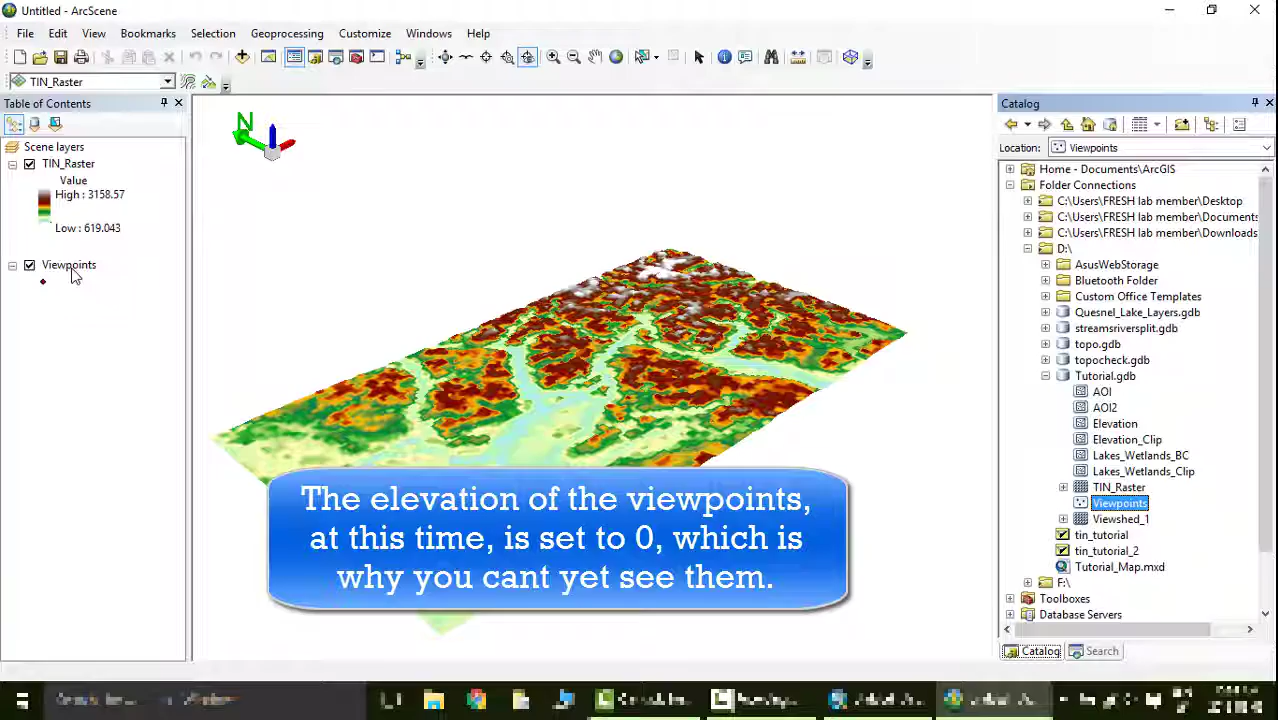 Untitled - ArcScene
File Edit View Bookmarks Selection Geoprocessing Customize Windows Help
TIN_Raster
Table of Contents
Scene layers
TIN_Raster
Value
High : 3158.57
Low : 619.043
Viewpoints
N
The elevation of the viewpoints,
at this time, is set to 0, which is
why you cant yet see them.
Catalog
Location: Viewpoints
Home - Documents\ArcGIS
Folder Connections
C:\Users\FRESH lab member\Desktop
C:\Users\FRESH lab member\Documents
C:\Users\FRESH lab member\Downloads
D:\
AsusWebStorage
Bluetooth Folder
Custom Office Templates
Quesnel_Lake_Layers.gdb
streamsriversplit.gdb
topo.gdb
topocheck.gdb
Tutorial.gdb
AOI
AOI2
Elevation
Elevation_Clip
Lakes_Wetlands_BC
Lakes_Wetlands_Clip
TIN_Raster
Viewpoints
Viewshed_1
tin_tutorial
tin_tutorial_2
Tutorial_Map.mxd
F:\
Toolboxes
Database Servers
Catalog Search